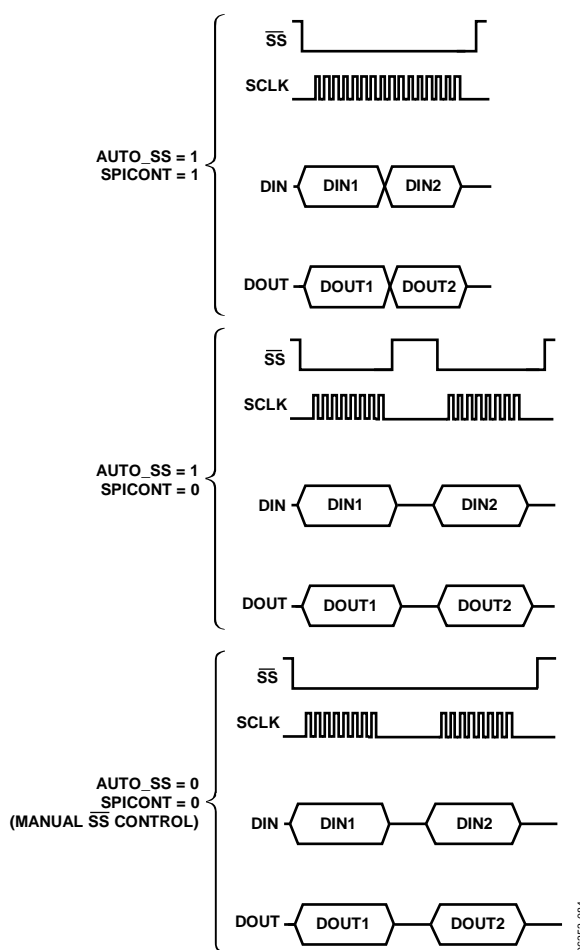 SS
SCLK
AUTO_SS = 1
SPICONT = 1
DIN
DIN1
DIN2
DOUT
DOUT1
DOUT2
SS
SCLK
AUTO_SS = 1
SPICONT = 0
DIN
DIN1
DIN2
DOUT
DOUT1
DOUT2
SS
SCLK
AUTO_SS = 0
SPICONT = 0
(MANUAL SS CONTROL)
DIN
DIN1
DIN2
DOUT
DOUT1
DOUT2